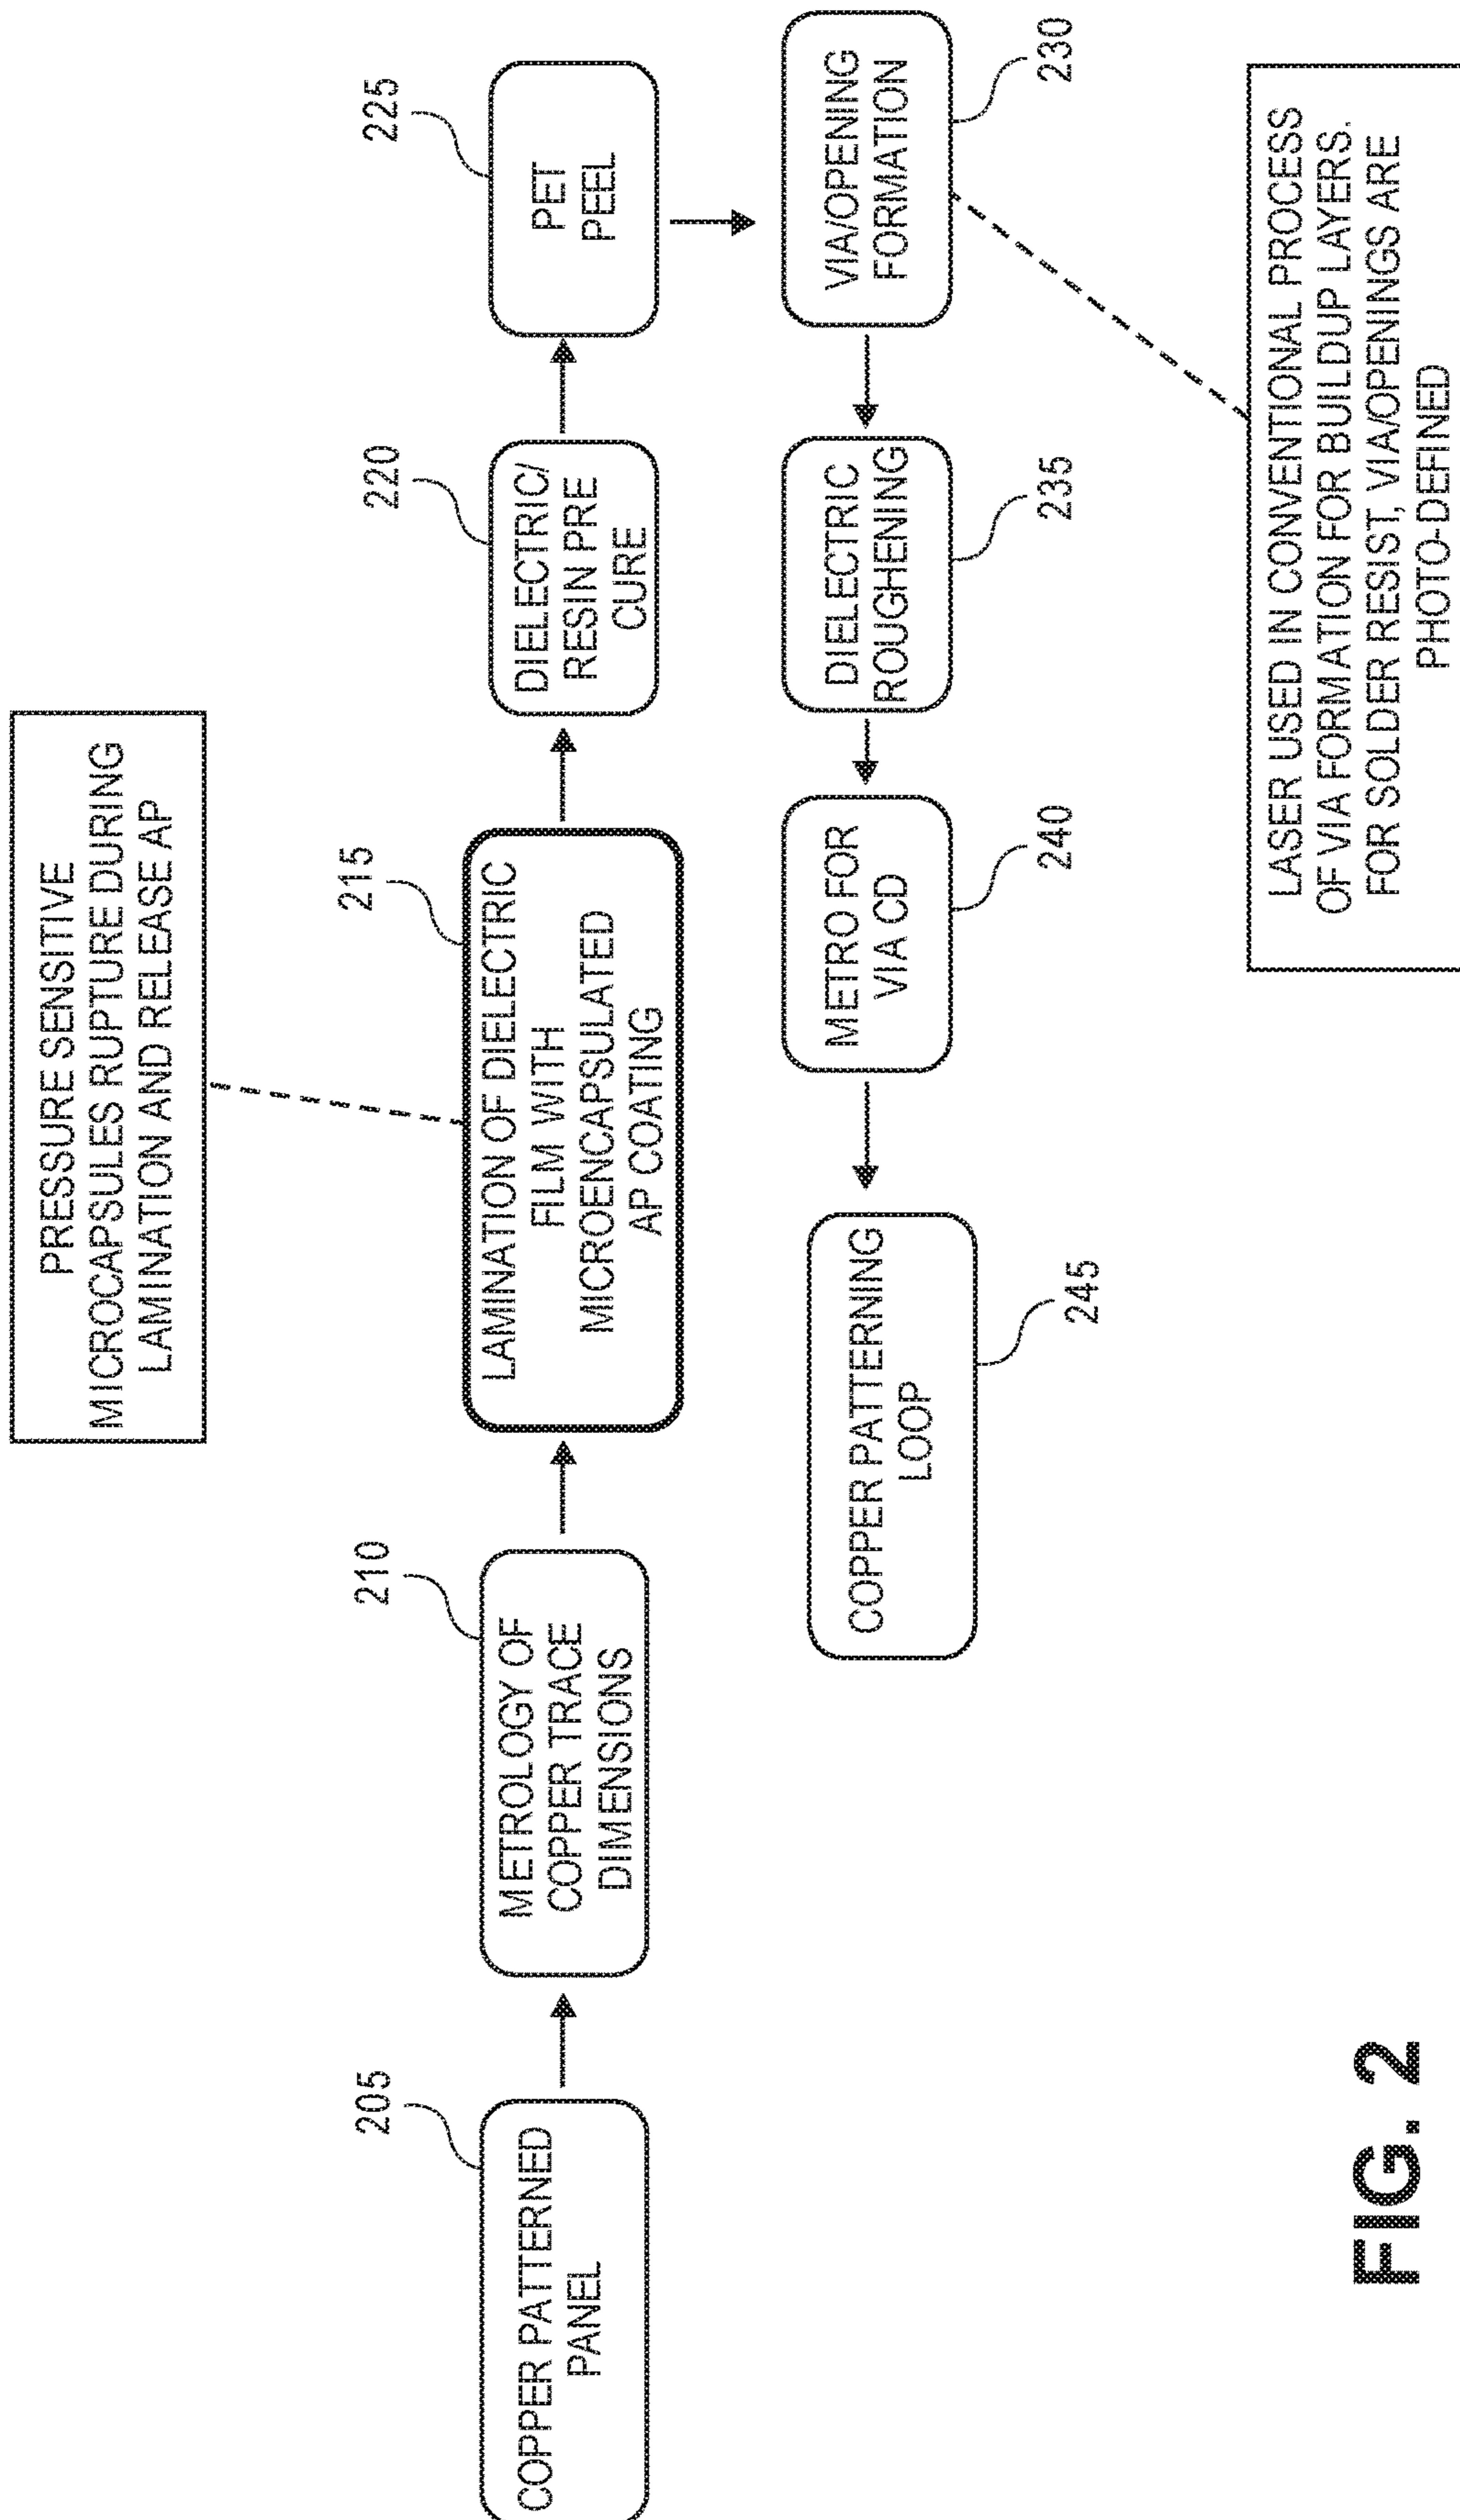 PRESSURE SENSITIVE
MICROCAPSULES RUPTURE DURING
LAMINATION AND RELEASE AP
205
COPPER PATTERNED
PANEL
210
METROLOGY OF
COPPER TRACE
DIMENSIONS
215
LAMINATION OF DIELECTRIC
FILM WITH
MICROENCAPSULATED
AP COATING
220
DIELECTRIC/
RESIN PRE
CURE
225
PET
PEEL
VIA/OPENING
FORMATION
230
DIELECTRIC
ROUGHENING
235
METRO FOR
VIA CD
240
COPPER PATTERNING
LOOP
245
LASER USED IN CONVENTIONAL PROCESS
OF VIA FORMATION FOR BUILDUP LAYERS.
FOR SOLDER RESIST, VIA/OPENINGS ARE
PHOTO-DEFINED
FIG. 2